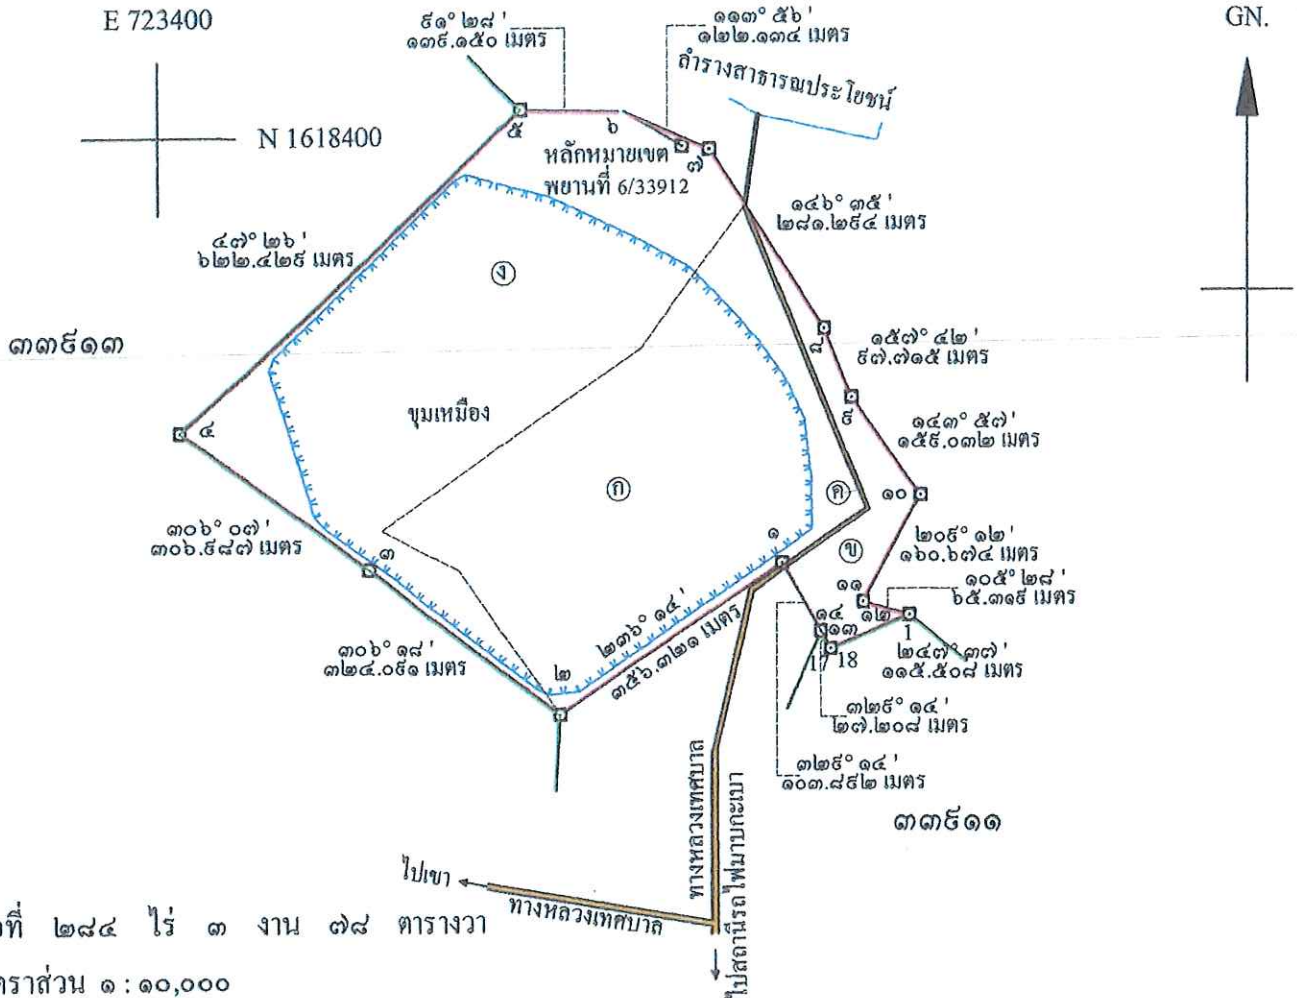 E 723400
๙๑° ๒๘ '
๑๓๙.๑๕๐ เมตร
๑๑๓° ๕๖ '
๑๒๒.๑๓๔ เมตร
GN.
ลำรางสาธารณประโยชน์
N 1618400
๕
๖
๗
หลักหมายเขต
พยานที่ 6/33912
๑๔๖° ๓๕ '
๒๘๑.๒๙๔ เมตร
๔๗° ๒๖ '
๖๒๒.๔๒๙ เมตร
ง
๓๓๙๑๓
๘
๑๕๗° ๔๒ '
๙๗.๗๑๕ เมตร
๙
ขุมเหมือง
๔
๑๔๓° ๕๗ '
๑๕๙.๐๓๒ เมตร
ก
ค
๑๐
๓๐๖° ๐๗ '
๓๐๖.๙๘๗ เมตร
๓
๑
ข
๒๐๙° ๑๒ '
๑๖๐.๖๗๔ เมตร
๑๑
๑๐๕° ๒๘ '
๖๕.๓๑๙ เมตร
๑๒
1
๑๔
๑๓
17
18
๒๓๖° ๑๔ '
๓๕๖.๓๒๑ เมตร
๓๐๖° ๑๘ '
๓๒๔.๐๙๑ เมตร
๒
๒๔๗° ๓๗ '
๑๑๕.๕๐๘ เมตร
๓๒๙° ๑๔ '
๒๗.๒๐๘ เมตร
๓๒๙° ๑๔ '
๑๐๓.๘๙๒ เมตร
๓๓๙๑๑
ทางหลวงเทศบาล
ไปสถานีรถไฟมาบกะเบา
ไปเขา
ทางหลวงเทศบาล
ที่ ๒๘๔ ไร่ ๓ งาน ๗๘ ตารางวา
ตราส่วน ๑ : ๑๐,๐๐๐